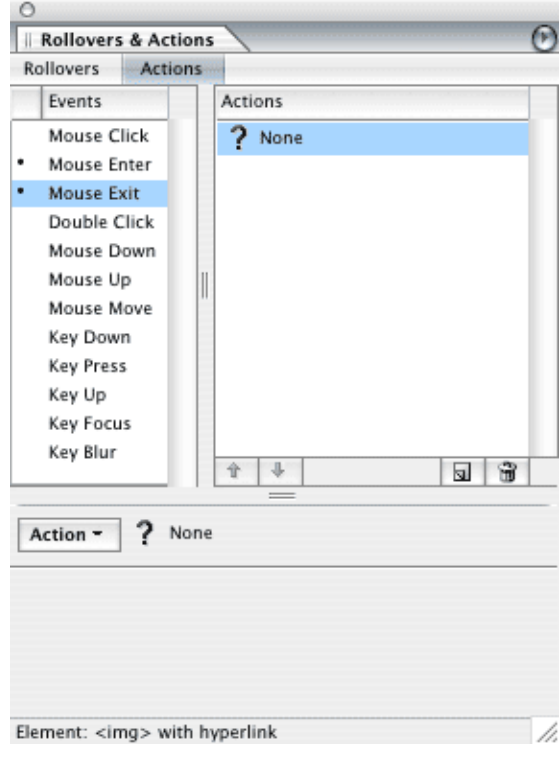 Rollovers & Actions
Rollovers Actions
Events Actions
Mouse Click ? None
Mouse Enter
Mouse Exit
Double Click
Mouse Down
Mouse Up
Mouse Move
Key Down
Key Press
Key Up
Key Focus
Key Blur
Action ? None
Element: <img> with hyperlink